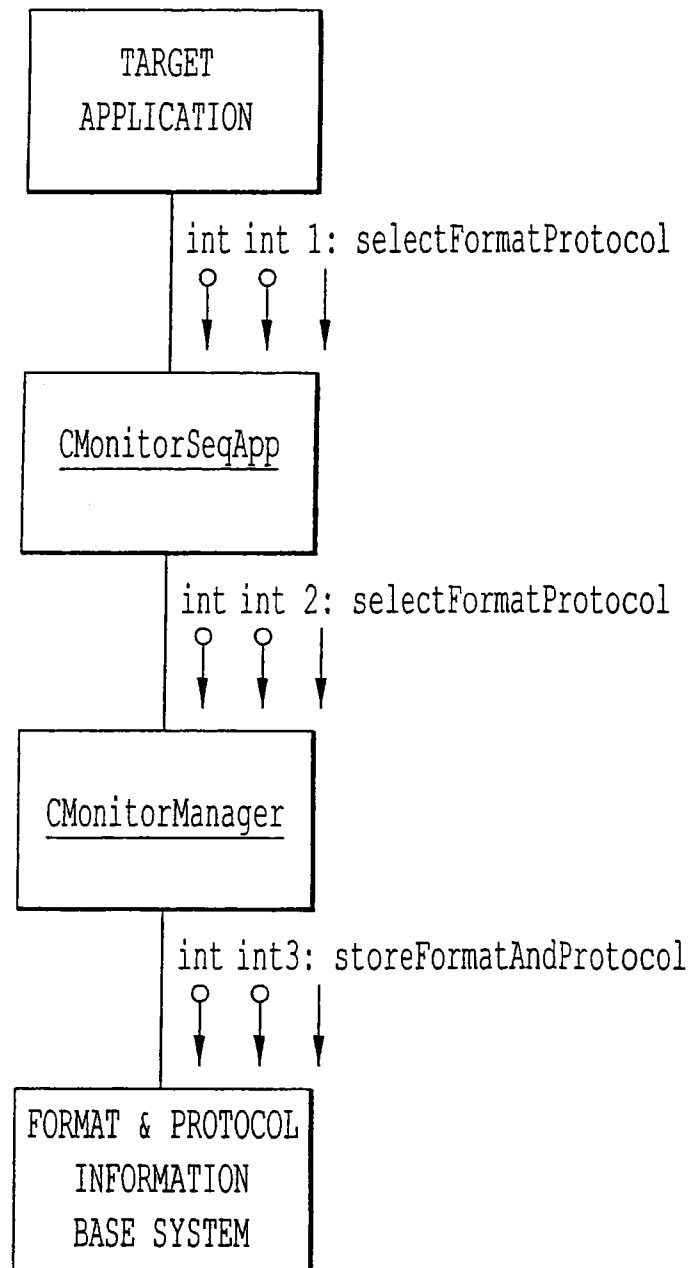 TARGET
APPLICATION
int int 1: selectFormatProtocol
CMonitorSeqApp
int int 2: selectFormatProtocol
CMonitorManager
int int3: storeFormatAndProtocol
FORMAT & PROTOCOL
INFORMATION
BASE SYSTEM